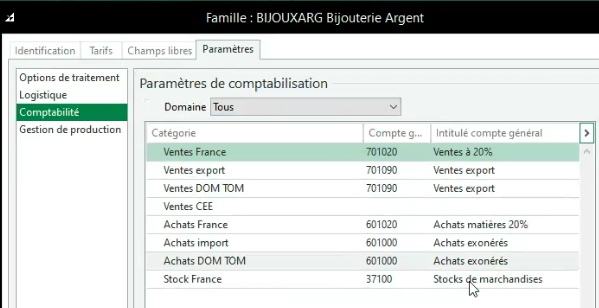 Famille : BIJOUXARG Bijouterie Argent
Identification Tarifs Champs libres Paramètres
Options de traitement
Logistique
Comptabilité
Gestion de production
Paramètres de comptabilisation
Domaine Tous
Catégorie Compte g... Intitulé compte général
Ventes France 701020 Ventes à 20%
Ventes export 701090 Ventes export
Ventes DOM TOM 701090 Ventes export
Ventes CEE
Achats France 601020 Achats matières 20%
Achats import 601000 Achats exonérés
Achats DOM TOM 601000 Achats exonérés
Stock France 37100 Stocks de marchandises